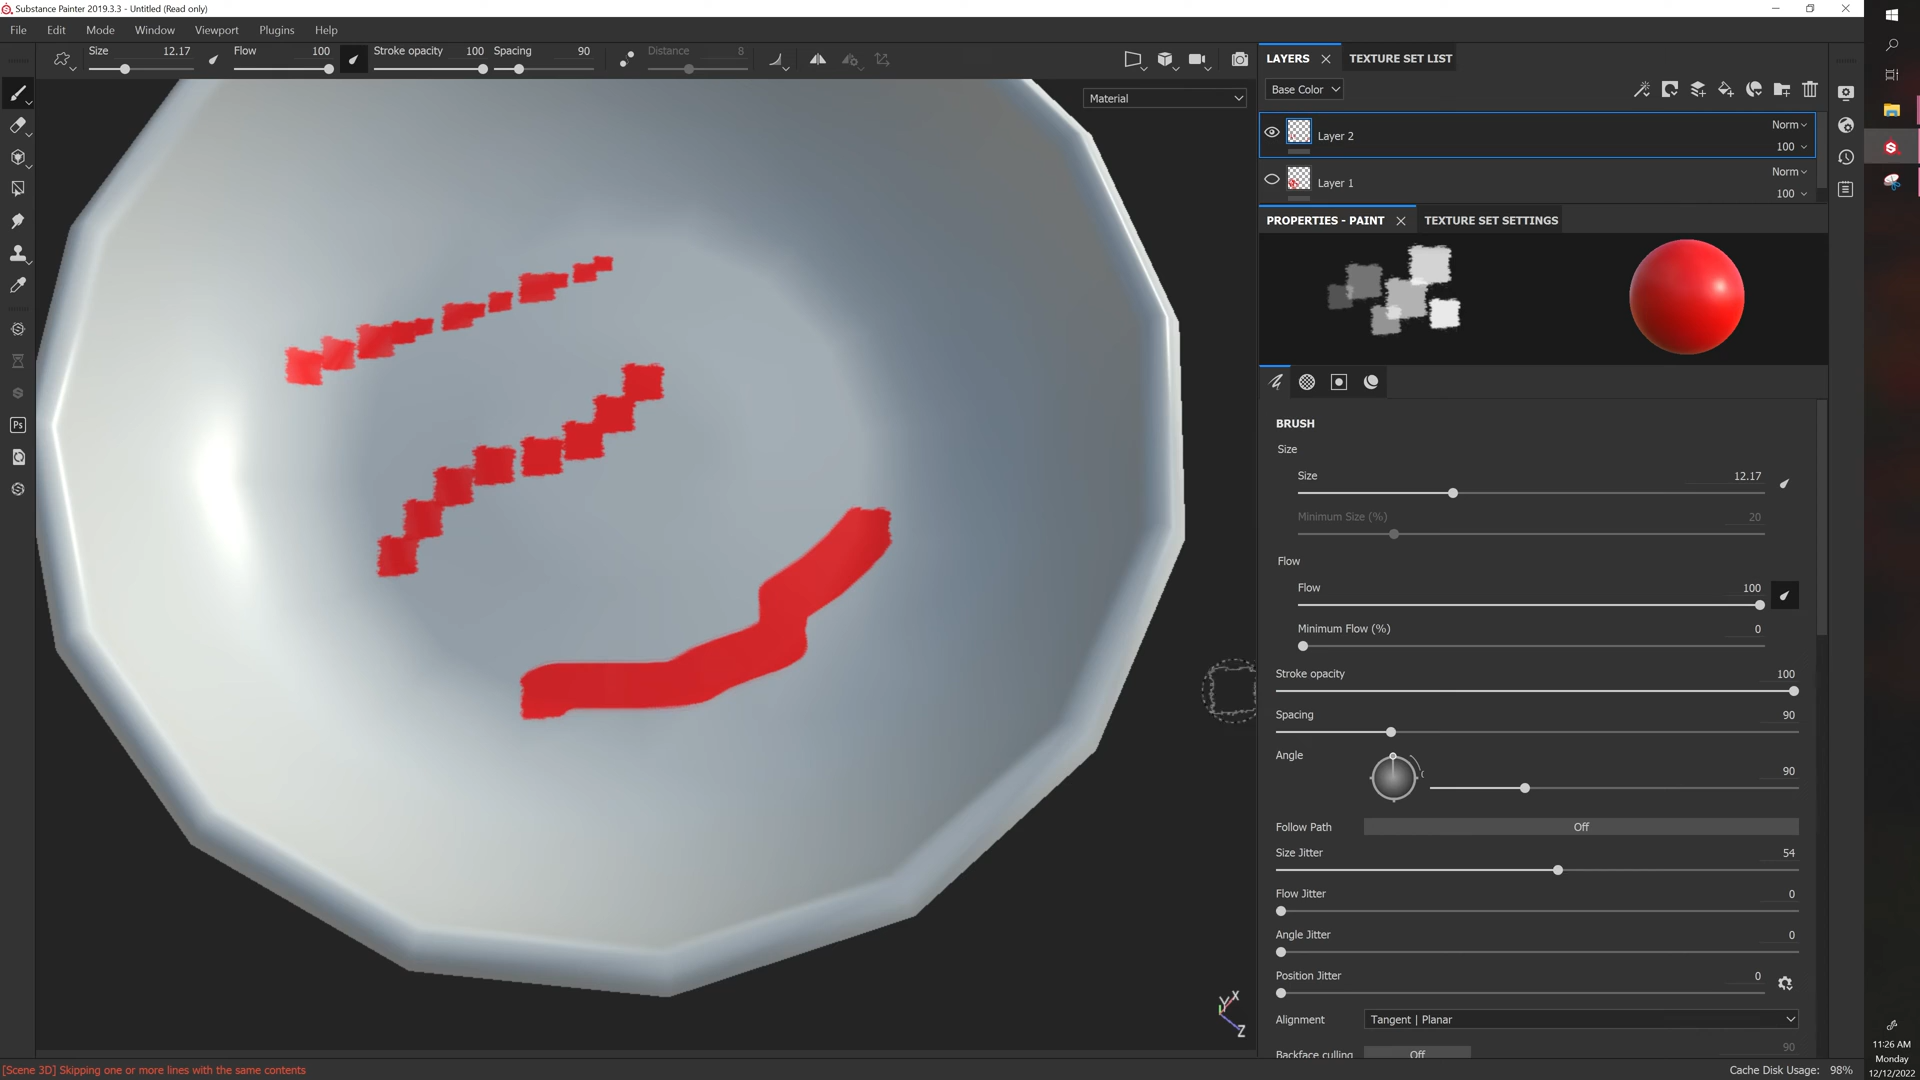 Substance Painter 2019.3.3 - Untitled (Read only)
File Edit Mode Window Viewport Plugins Help
Size 12.17 Flow 100 Stroke opacity 100 Spacing 90 Distance 8
Material
LAYERS TEXTURE SET LIST
Base Color
Layer 2 Norm
100
Layer 1 Norm
100
PROPERTIES - PAINT TEXTURE SET SETTINGS
BRUSH
Size
Size 12.17
Minimum Size (%) 20
Flow
Flow 100
Minimum Flow (%) 0
Stroke opacity 100
Spacing 90
Angle
90
Follow Path Off
Size Jitter 54
Flow Jitter 0
Angle Jitter 0
Position Jitter 0
Alignment Tangent | Planar
Backface culling Off 90
Ps
Y X
Z
[Scene 3D] Skipping one or more lines with the same contents
Cache Disk Usage: 98%
11:26 AM
Monday
12/12/2022